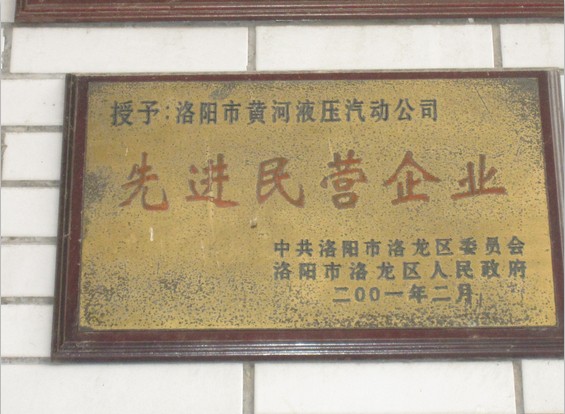 授予：洛阳市黄河液压汽动公司
先进民营企业
中共洛阳市洛龙区委员会
洛阳市洛龙区人民政府
二00一年二月